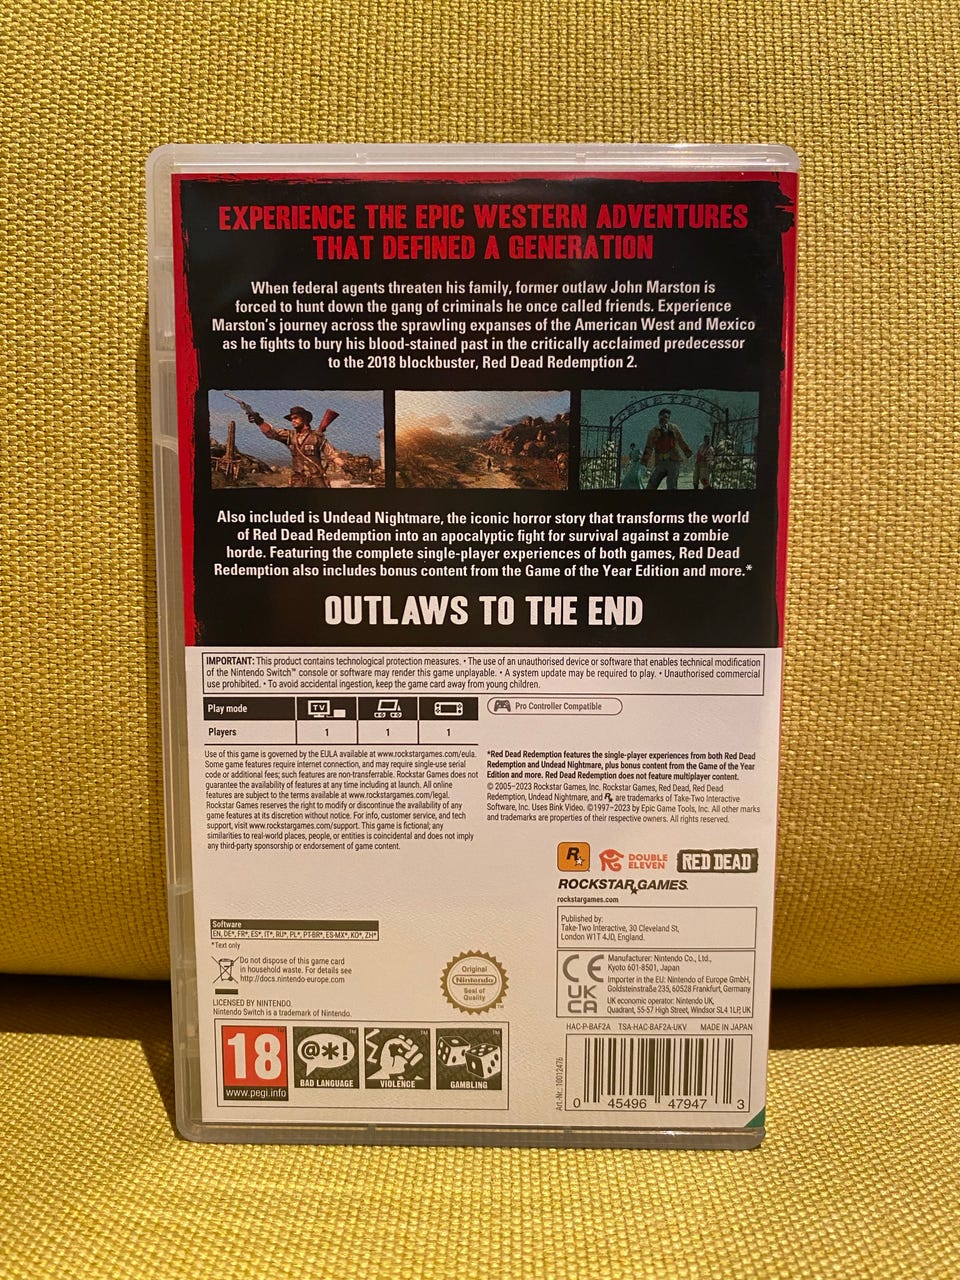 EXPERIENCE THE EPIC WESTERN ADVENTURES
THAT DEFINED A GENERATION
When federal agents threaten his family, former outlaw John Marston is
forced to hunt down the gang of criminals he once called friends. Experience
Marston's journey across the sprawling expanses of the American West and Mexico
as he fights to bury his blood-stained past in the critically acclaimed predecessor
to the 2018 blockbuster, Red Dead Redemption 2.
CEMETERY
Also included is Undead Nightmare, the iconic horror story that transforms the world
of Red Dead Redemption into an apocalyptic fight for survival against a zombie
horde. Featuring the complete single-player experiences of both games, Red Dead
Redemption also includes bonus content from the Game of the Year Edition and more.*
OUTLAWS TO THE END
IMPORTANT: This product contains technological protection measures. • The use of an unauthorised device or software that enables technical modification
of the Nintendo Switch™ console or software may render this game unplayable. • A system update may be required to play. • Unauthorised commercial
use prohibited. • To avoid accidental ingestion, keep the game card away from young children.
Play mode TV
Players 1 1 1
Pro Controller Compatible
Use of this game is governed by the EULA available at www.rockstargames.com/eula.
Some game features require internet connection, and may require single-use serial
code or additional fees; such features are non-transferrable. Rockstar Games does not
guarantee the availability of features at any time including at launch. All online
features are subject to the terms available at www.rockstargames.com/legal.
Rockstar Games reserves the right to modify or discontinue the availability of any
game features at its discretion without notice. For info, customer service, and tech
support, visit www.rockstargames.com/support. This game is fictional; any
similarities to real-world places, people, or entities is coincidental and does not imply
any third-party sponsorship or endorsement of game content.
*Red Dead Redemption features the single-player experiences from both Red Dead
Redemption and Undead Nightmare, plus bonus content from the Game of the Year
Edition and more. Red Dead Redemption does not feature multiplayer content.
© 2005–2023 Rockstar Games, Inc. Rockstar Games, Red Dead, Red Dead
Redemption, Undead Nightmare, and R★ are trademarks of Take-Two Interactive
Software, Inc. Uses Bink Video. ©1997–2023 by Epic Game Tools, Inc. All other marks
and trademarks are properties of their respective owners. All rights reserved.
R★
DOUBLE
ELEVEN
RED DEAD
ROCKSTAR GAMES.
rockstargames.com
Software
EN, DE*, FR*, ES*, IT*, RU*, PL*, PT-BR*, ES-MX*, KO*, ZH*
*Text only
Do not dispose of this game card
in household waste. For details see
http://docs.nintendo-europe.com
LICENSED BY NINTENDO.
Nintendo Switch is a trademark of Nintendo.
Original
Nintendo
Seal of
Quality
TM
Published by:
Take-Two Interactive, 30 Cleveland St,
London W1T 4JD, England.
CE
UK
CA
Manufacturer: Nintendo Co., Ltd.,
Kyoto 601-8501, Japan
Importer in the EU: Nintendo of Europe GmbH,
Goldsteinstraße 235, 60528 Frankfurt, Germany
UK economic operator: Nintendo UK,
Quadrant, 55-57 High Street, Windsor SL4 1LP, UK
HAC-P-BAF2A TSA-HAC-BAF2A-UKV MADE IN JAPAN
18
www.pegi.info
@*!
BAD LANGUAGE
VIOLENCE
GAMBLING
Art.-Nr.: 10012476
0 45496 47947 3